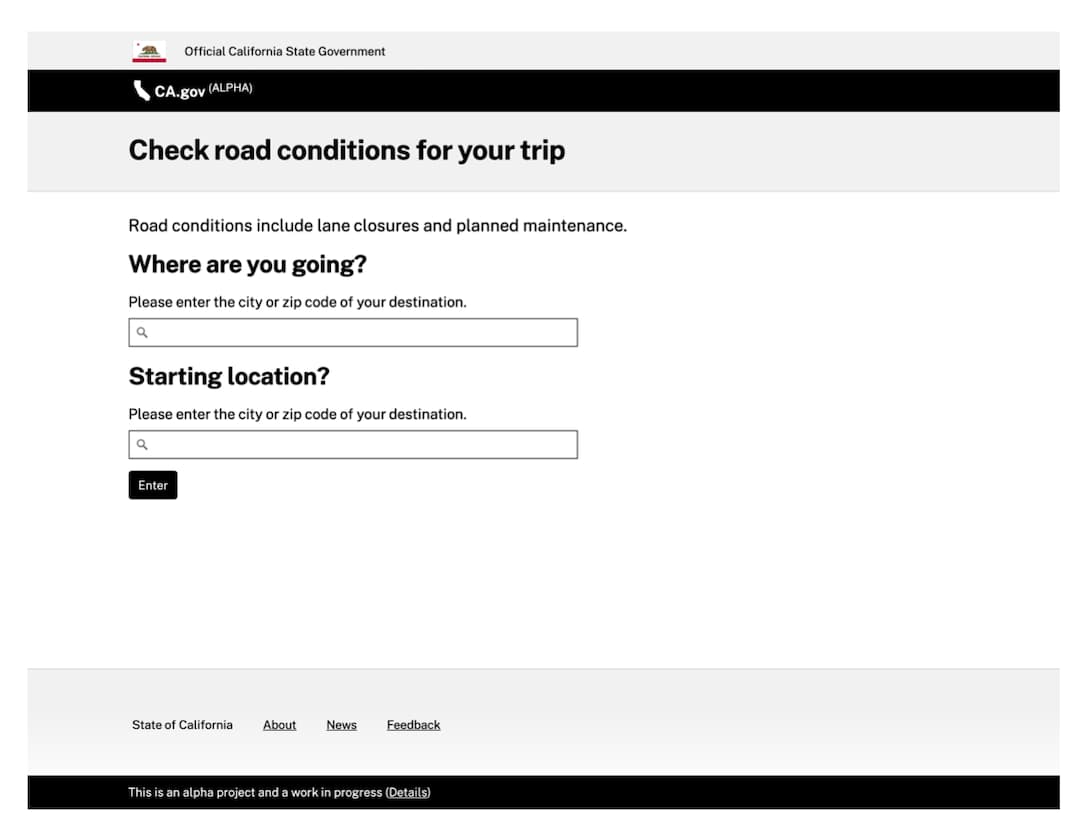 Official California State Government
CA.gov (ALPHA)
Check road conditions for your trip
Road conditions include lane closures and planned maintenance.
Where are you going?
Please enter the city or zip code of your destination.
Starting location?
Please enter the city or zip code of your destination.
Enter
State of California About News Feedback
This is an alpha project and a work in progress (Details)